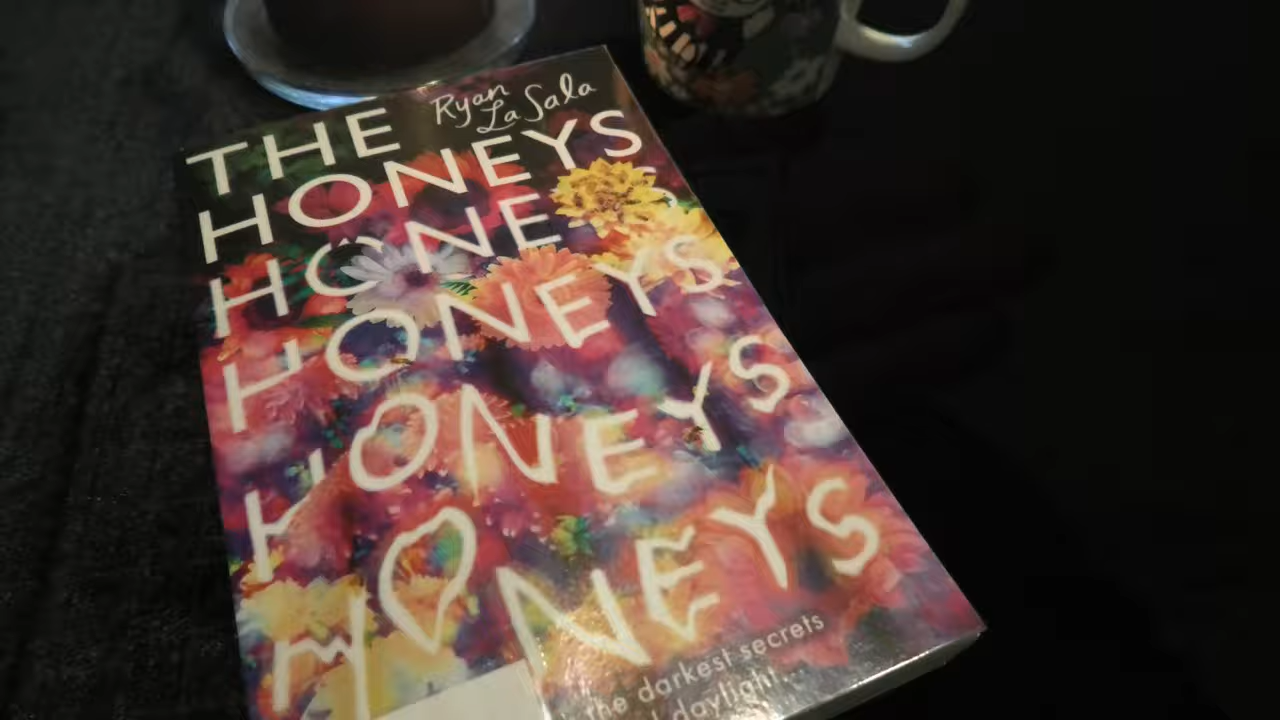 Ryan
La Sala
THE
HONEYS
HONEYS
HONEYS
HONEYS
HONEYS
the darkest secrets
daylight...